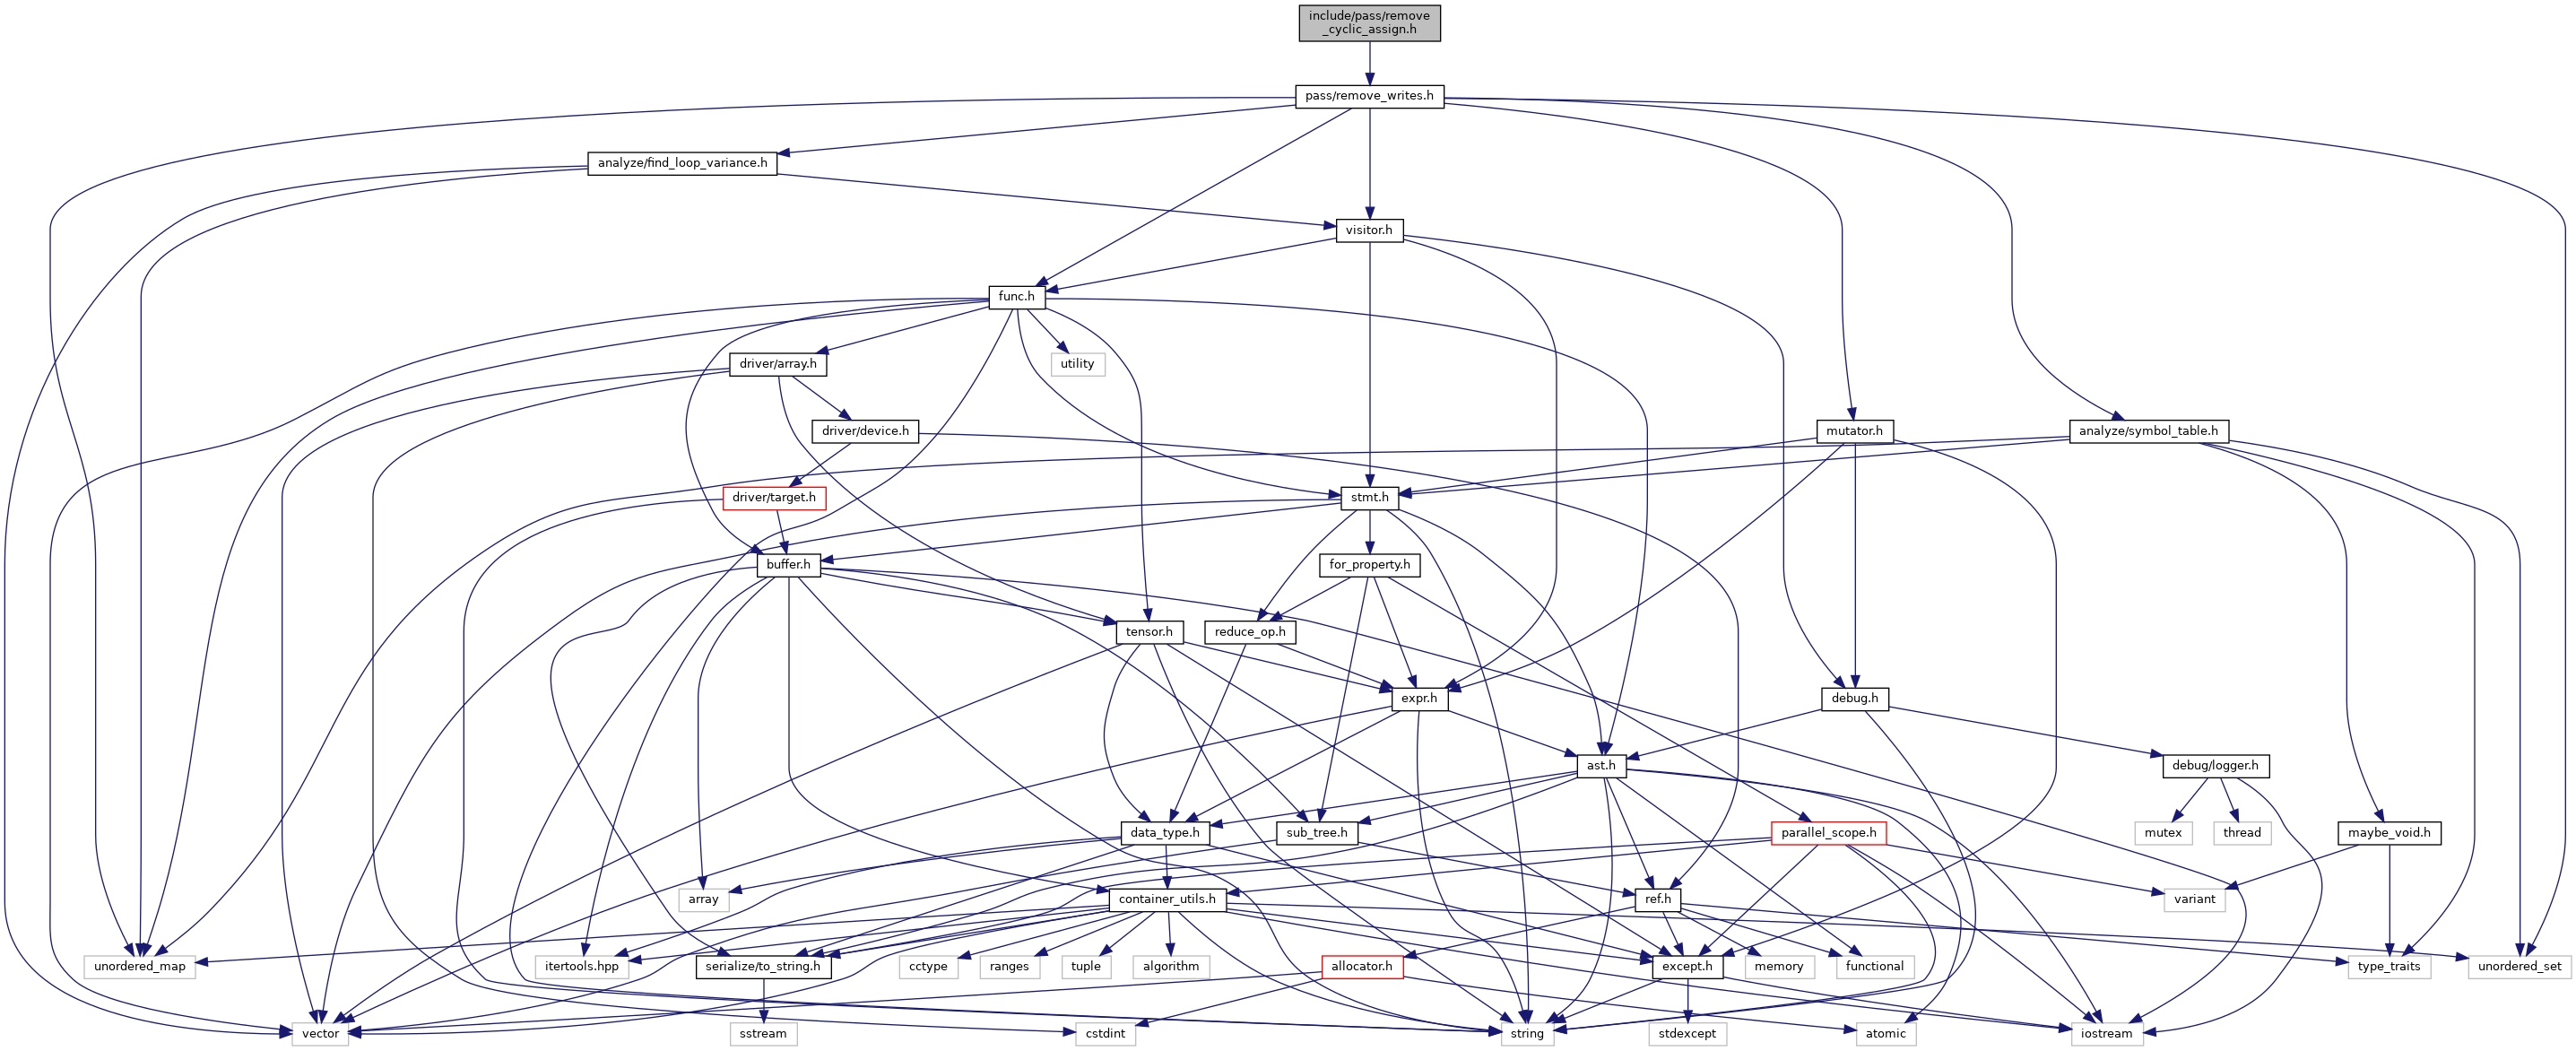 include/pass/remove
_cyclic_assign.h
pass/remove_writes.h
analyze/find_loop_variance.h
visitor.h
func.h
driver/array.h
utility
driver/device.h
mutator.h
analyze/symbol_table.h
driver/target.h
stmt.h
buffer.h
for_property.h
tensor.h
reduce_op.h
expr.h
debug.h
ast.h
debug/logger.h
data_type.h
sub_tree.h
parallel_scope.h
mutex
thread
maybe_void.h
array
container_utils.h
ref.h
variant
unordered_map
itertools.hpp
serialize/to_string.h
cctype
ranges
tuple
algorithm
allocator.h
except.h
memory
functional
type_traits
unordered_set
vector
sstream
cstdint
string
stdexcept
atomic
iostream